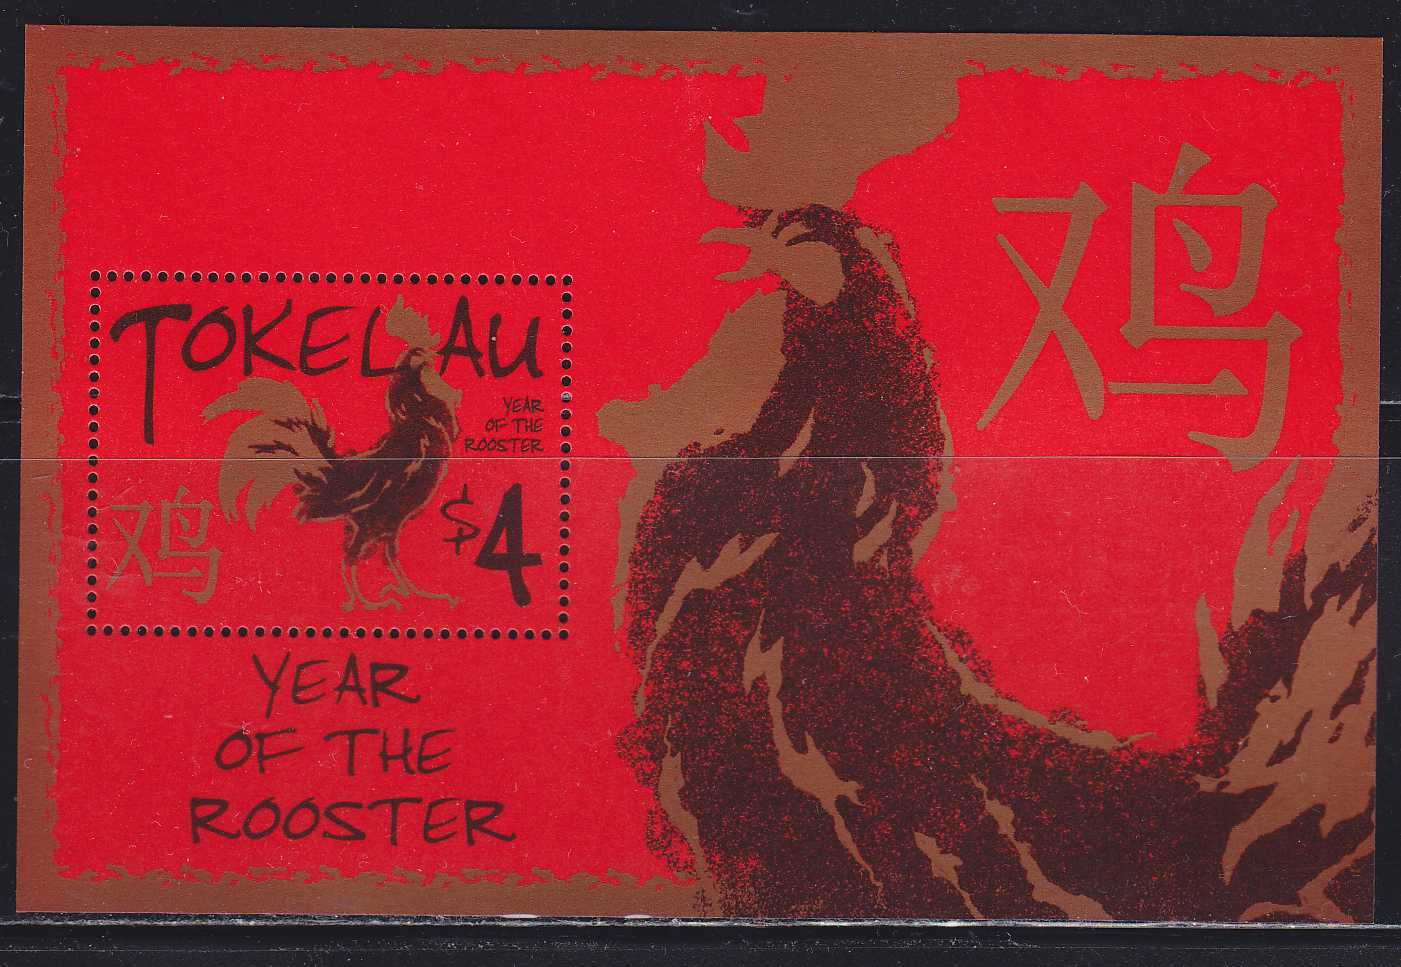 TOKELAU
YEAR
OF THE
ROOSTER
鸡
$4
YEAR
OF THE
ROOSTER
鸡